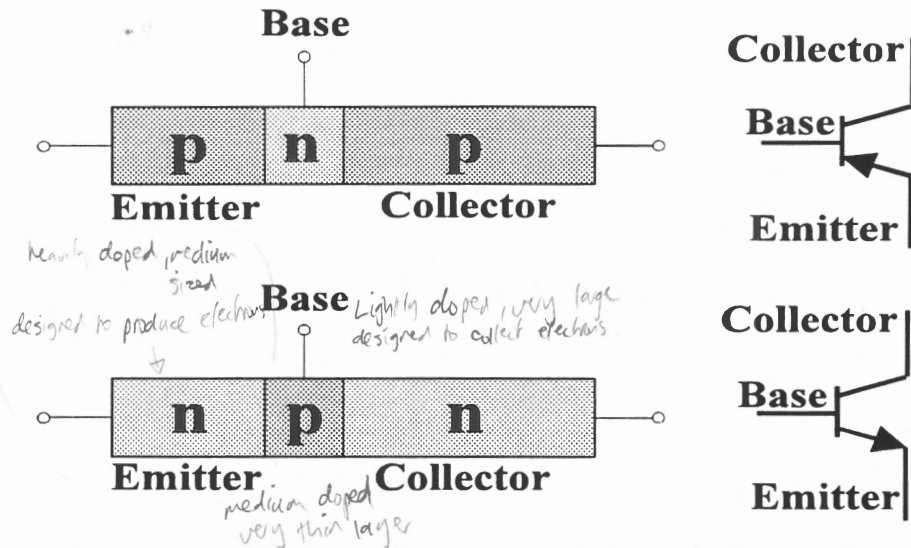 Base
Collector
p n p
Base
Emitter Collector
Emitter
Heavily doped, medium
sized
designed to produce electrons
Base
Lightly doped, very large
designed to collect electrons.
Collector
n p n
Base
Emitter Collector
Emitter
medium doped
very thin layer